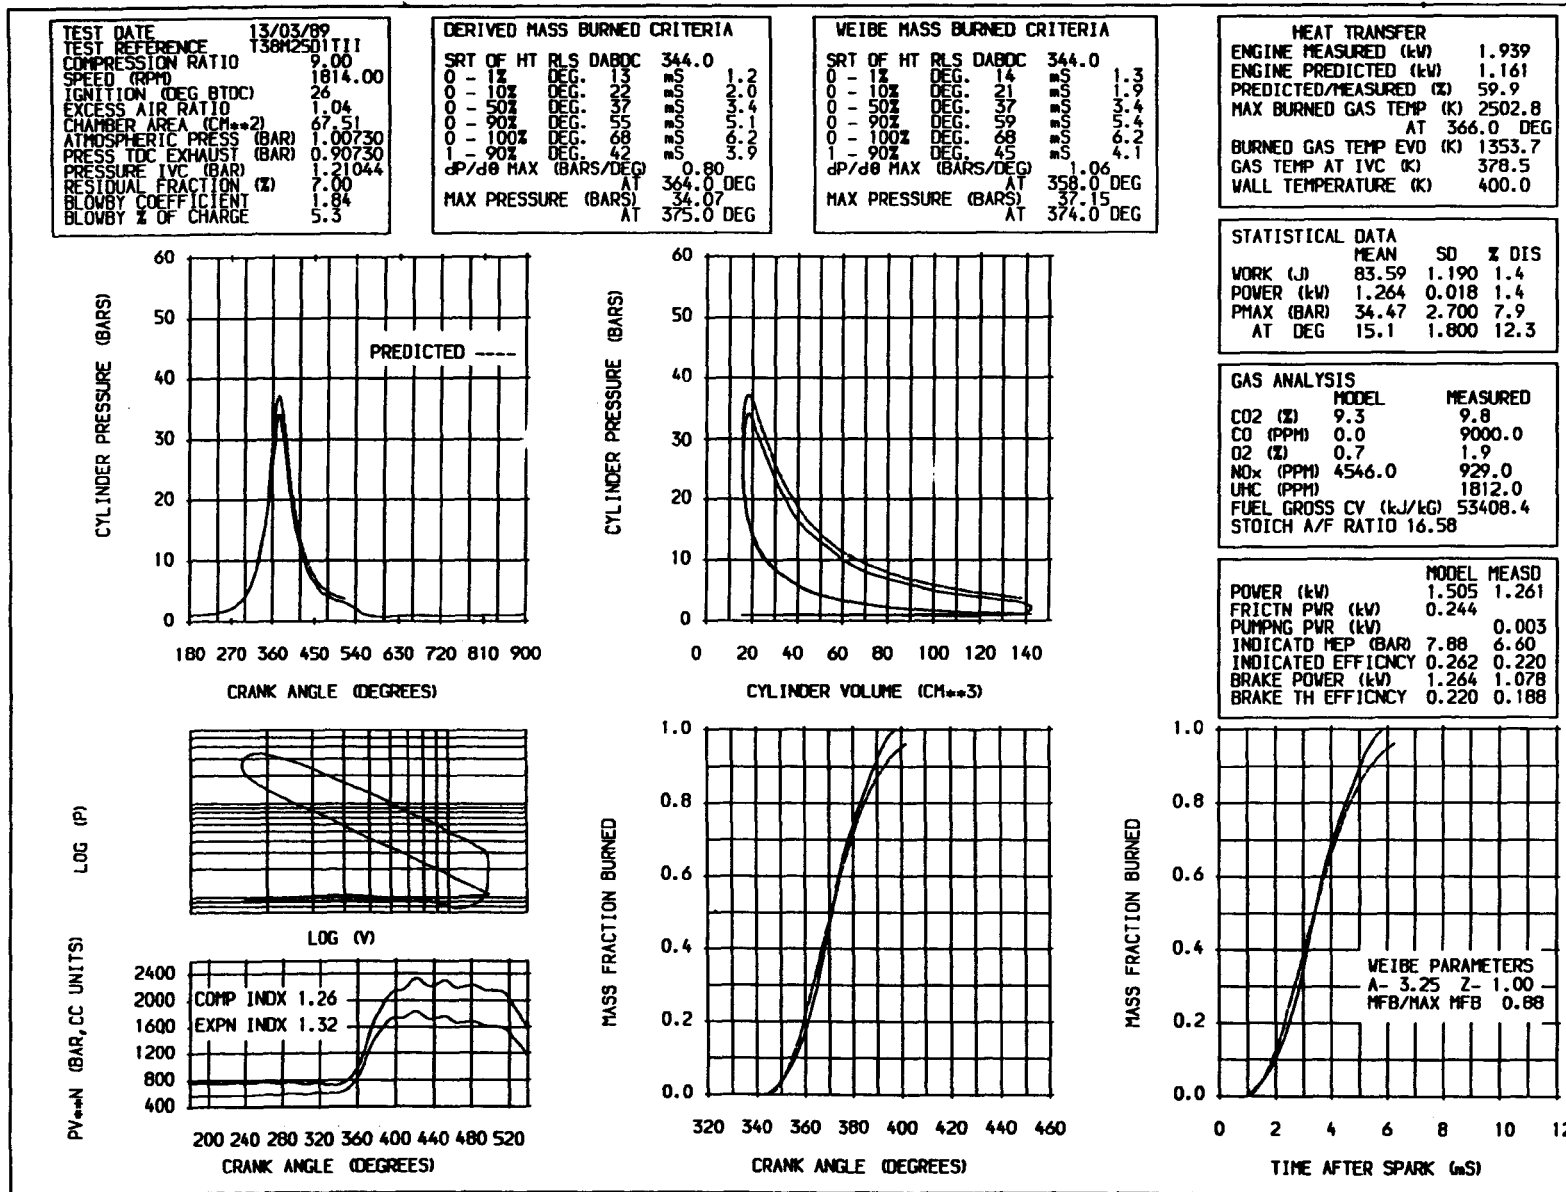 TEST DATE 13/03/89
TEST REFERENCE T38M25D1TII
COMPRESSION RATIO 9.00
SPEED (RPM) 1814.00
IGNITION (DEG BTDC) 26
EXCESS AIR RATIO 1.04
CHAMBER AREA (CM**2) 67.51
ATMOSPHERIC PRESS (BAR) 1.00730
PRESS TDC EXHAUST (BAR) 0.90730
PRESSURE IVC (BAR) 1.21044
RESIDUAL FRACTION (%) 7.00
BLOWBY COEFFICIENT 1.84
BLOWBY % OF CHARGE 5.3
DERIVED MASS BURNED CRITERIA
SRT OF HT RLS DABDC 344.0
0 - 1% DEG. 13 mS 1.2
0 - 10% DEG. 22 mS 2.0
0 - 50% DEG. 37 mS 3.4
0 - 90% DEG. 55 mS 5.1
0 - 100% DEG. 68 mS 6.2
1 - 90% DEG. 42 mS 3.9
dP/dθ MAX (BARS/DEG) 0.80
AT 364.0 DEG
MAX PRESSURE (BARS) 34.07
AT 375.0 DEG
WEIBE MASS BURNED CRITERIA
SRT OF HT RLS DABDC 344.0
0 - 1% DEG. 14 mS 1.3
0 - 10% DEG. 21 mS 1.9
0 - 50% DEG. 37 mS 3.4
0 - 90% DEG. 59 mS 5.4
0 - 100% DEG. 68 mS 6.2
1 - 90% DEG. 45 mS 4.1
dP/dθ MAX (BARS/DEG) 1.06
AT 358.0 DEG
MAX PRESSURE (BARS) 37.15
AT 374.0 DEG
HEAT TRANSFER
ENGINE MEASURED (kW) 1.939
ENGINE PREDICTED (kW) 1.161
PREDICTED/MEASURED (%) 59.9
MAX BURNED GAS TEMP (K) 2502.8
AT 366.0 DEG
BURNED GAS TEMP EVO (K) 1353.7
GAS TEMP AT IVC (K) 378.5
WALL TEMPERATURE (K) 400.0
STATISTICAL DATA
MEAN SD % DIS
WORK (J) 83.59 1.190 1.4
POWER (kW) 1.264 0.018 1.4
PMAX (BAR) 34.47 2.700 7.9
AT DEG 15.1 1.800 12.3
GAS ANALYSIS
MODEL MEASURED
CO2 (%) 9.3 9.8
CO (PPM) 0.0 9000.0
O2 (%) 0.7 1.9
NOx (PPM) 4546.0 929.0
UHC (PPM) 1812.0
FUEL GROSS CV (kJ/kG) 53408.4
STOICH A/F RATIO 16.58
MODEL MEASD
POWER (kW) 1.505 1.261
FRICTN PWR (kW) 0.244
PUMPNG PWR (kW) 0.003
INDICATD MEP (BAR) 7.88 6.60
INDICATED EFFICNCY 0.262 0.220
BRAKE POWER (kW) 1.264 1.078
BRAKE TH EFFICNCY 0.220 0.188
CYLINDER PRESSURE (BARS)
60
50
40
30
20
10
0
PREDICTED ----
180 270 360 450 540 630 720 810 900
CRANK ANGLE (DEGREES)
CYLINDER PRESSURE (BARS)
60
50
40
30
20
10
0
0 20 40 60 80 100 120 140
CYLINDER VOLUME (CM**3)
LOG (P)
LOG (V)
PV**N (BAR,CC UNITS)
2400
2000
1600
1200
800
400
COMP INDX 1.26
EXPN INDX 1.32
200 240 280 320 360 400 440 480 520
CRANK ANGLE (DEGREES)
MASS FRACTION BURNED
1.0
0.8
0.6
0.4
0.2
0.0
320 340 360 380 400 420 440 460
CRANK ANGLE (DEGREES)
MASS FRACTION BURNED
1.0
0.8
0.6
0.4
0.2
0.0
WEIBE PARAMETERS
A- 3.25 Z- 1.00
MFB/MAX MFB 0.88
0 2 4 6 8 10 12
TIME AFTER SPARK (mS)